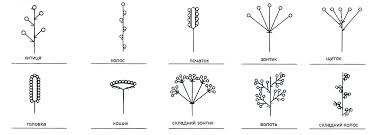 китиця
колос
початок
зонтик
щиток
головка
кошик
складний зонтик
волоть
складний колос